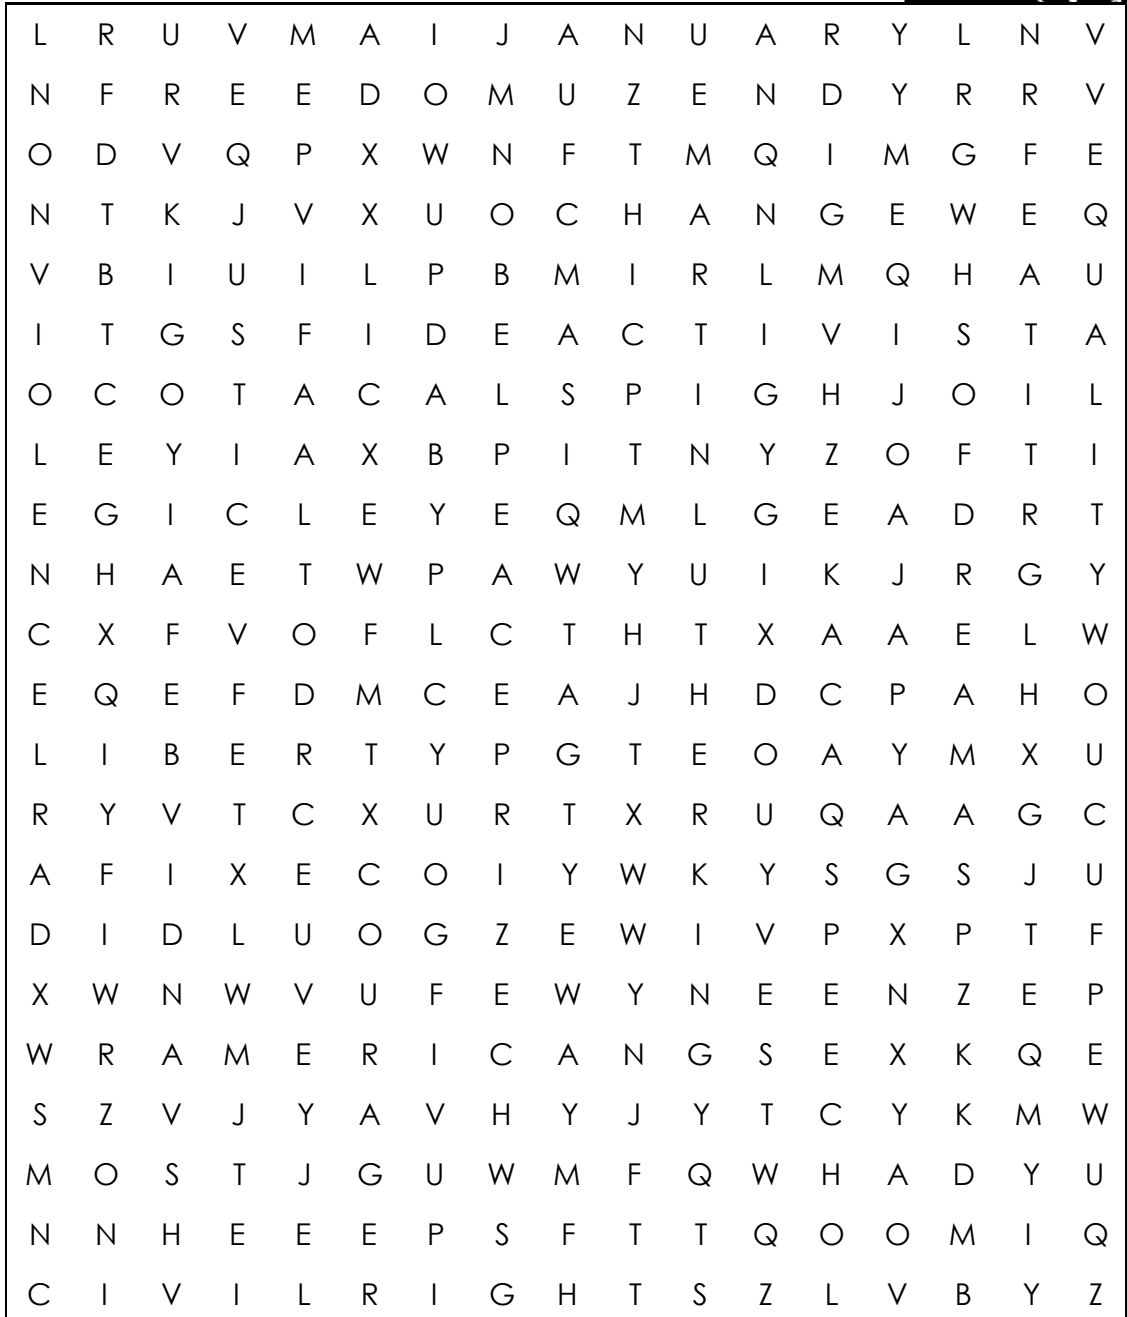 L R U V M A I J A N U A R Y L N V
N F R E E D O M U Z E N D Y R R V
O D V Q P X W N F T M Q I M G F E
N T K J V X U O C H A N G E W E Q
V B I U I L P B M I R L M Q H A U
I T G S F I D E A C T I V I S T A
O C O T A C A L S P I G H J O I L
L E Y I A X B P I T N Y Z O F T I
E G I C L E Y E Q M L G E A D R T
N H A E T W P A W Y U I K J R G Y
C X F V O F L C T H T X A A E L W
E Q E F D M C E A J H D C P A H O
L I B E R T Y P G T E O A Y M X U
R Y V T C X U R T X R U Q A A G C
A F I X E C O I Y W K Y S G S J U
D I D L U O G Z E W I V P X P T F
X W N W V U F E W Y N E E N Z E P
W R A M E R I C A N G S E X K Q E
S Z V J Y A V H Y J Y T C Y K M W
M O S T J G U W M F Q W H A D Y U
N N H E E E P S F T T Q O O M I Q
C I V I L R I G H T S Z L V B Y Z